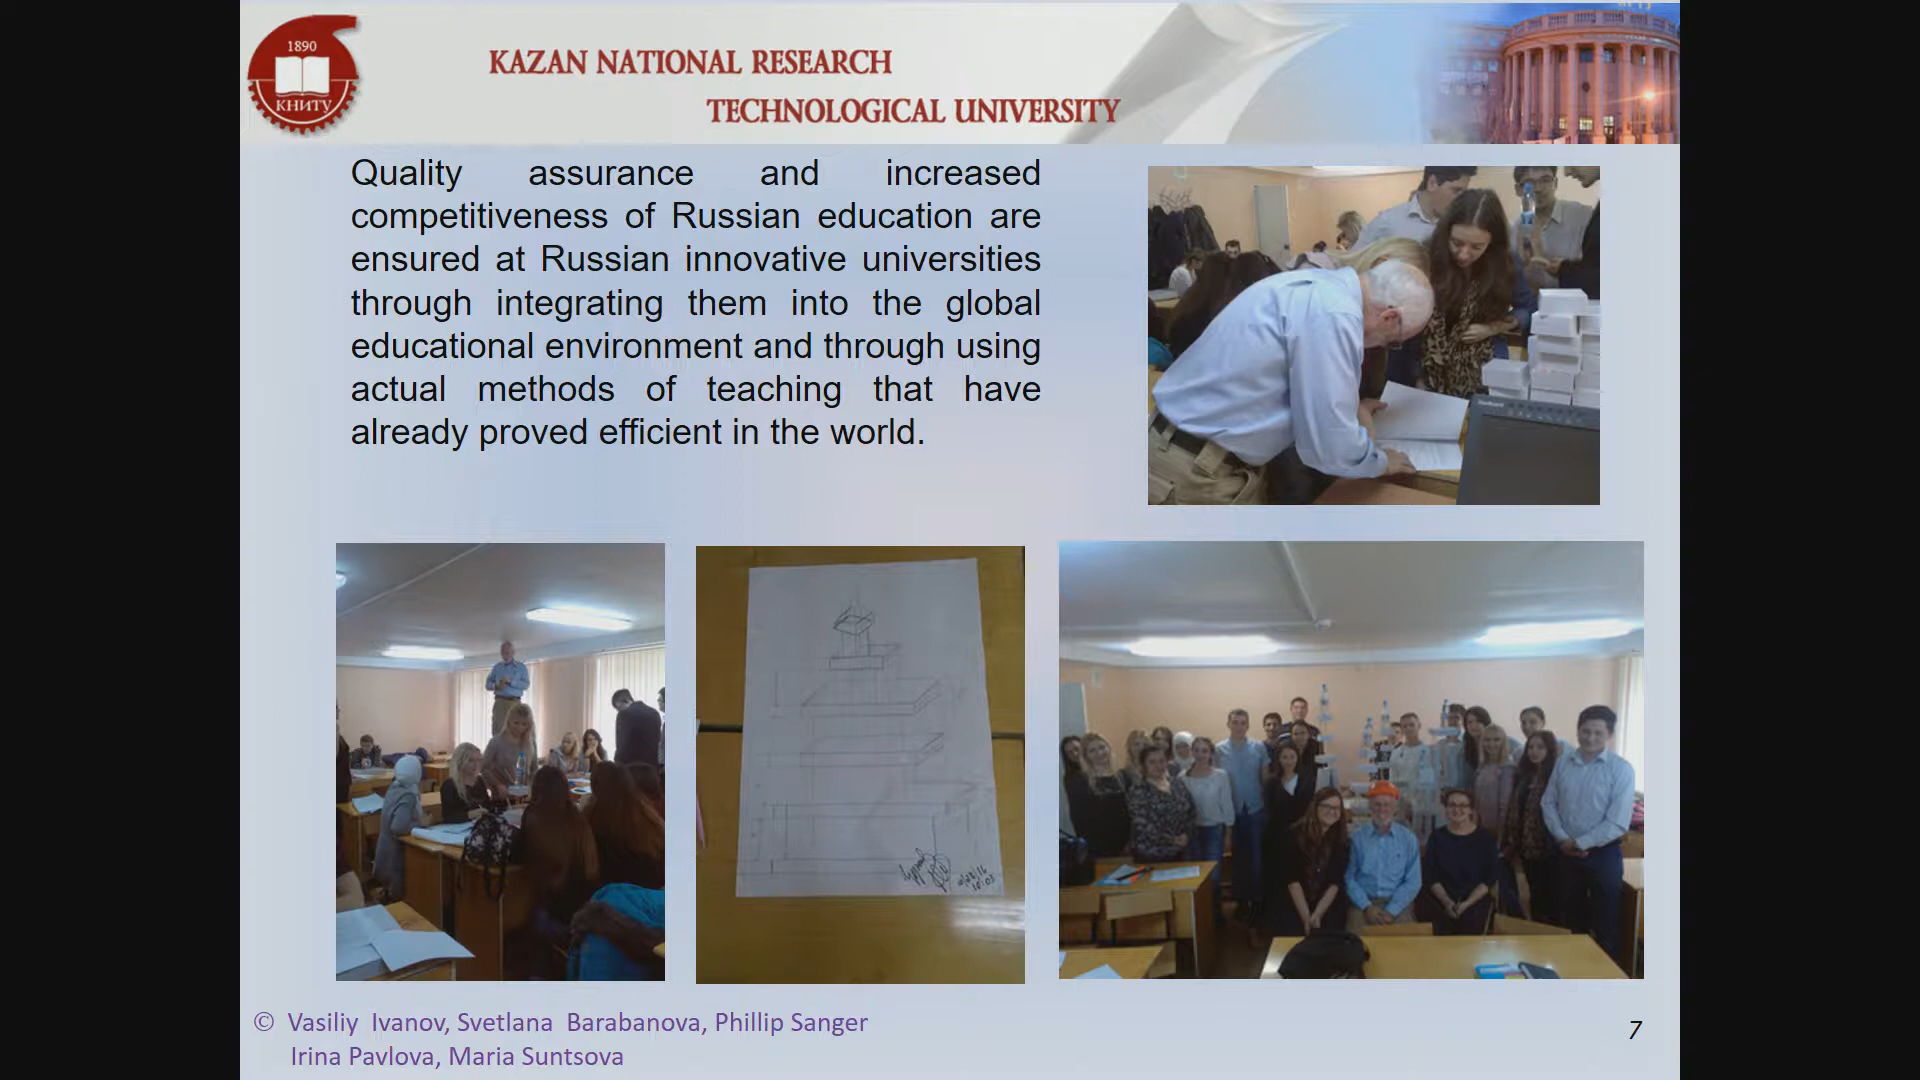 1890
КНИТУ
KAZAN NATIONAL RESEARCH
TECHNOLOGICAL UNIVERSITY
Quality assurance and increased
competitiveness of Russian education are
ensured at Russian innovative universities
through integrating them into the global
educational environment and through using
actual methods of teaching that have
already proved efficient in the world.
© Vasiliy Ivanov, Svetlana Barabanova, Phillip Sanger
Irina Pavlova, Maria Suntsova
7